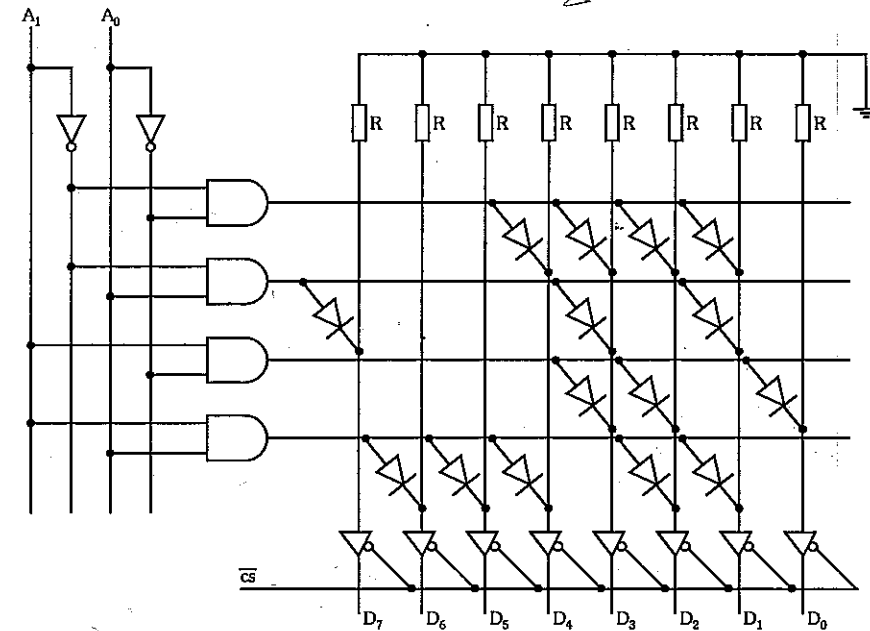 A₁ A₀
R R R R R R R R
CS
D₇ D₆ D₅ D₄ D₃ D₂ D₁ D₀